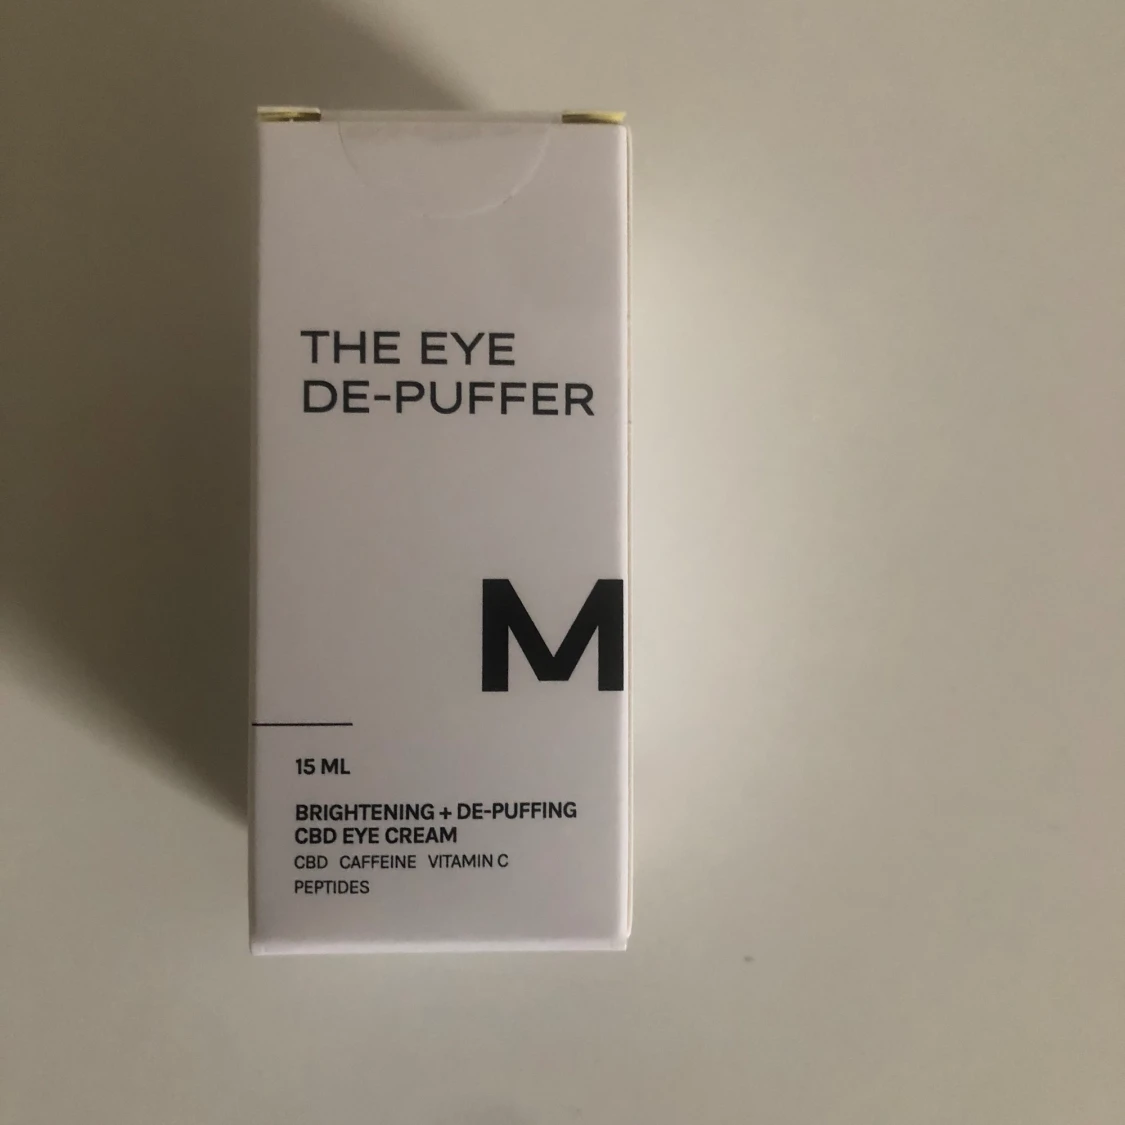 THE EYE
DE-PUFFER
M
15 ML
BRIGHTENING + DE-PUFFING
CBD EYE CREAM
CBD CAFFEINE VITAMIN C
PEPTIDES